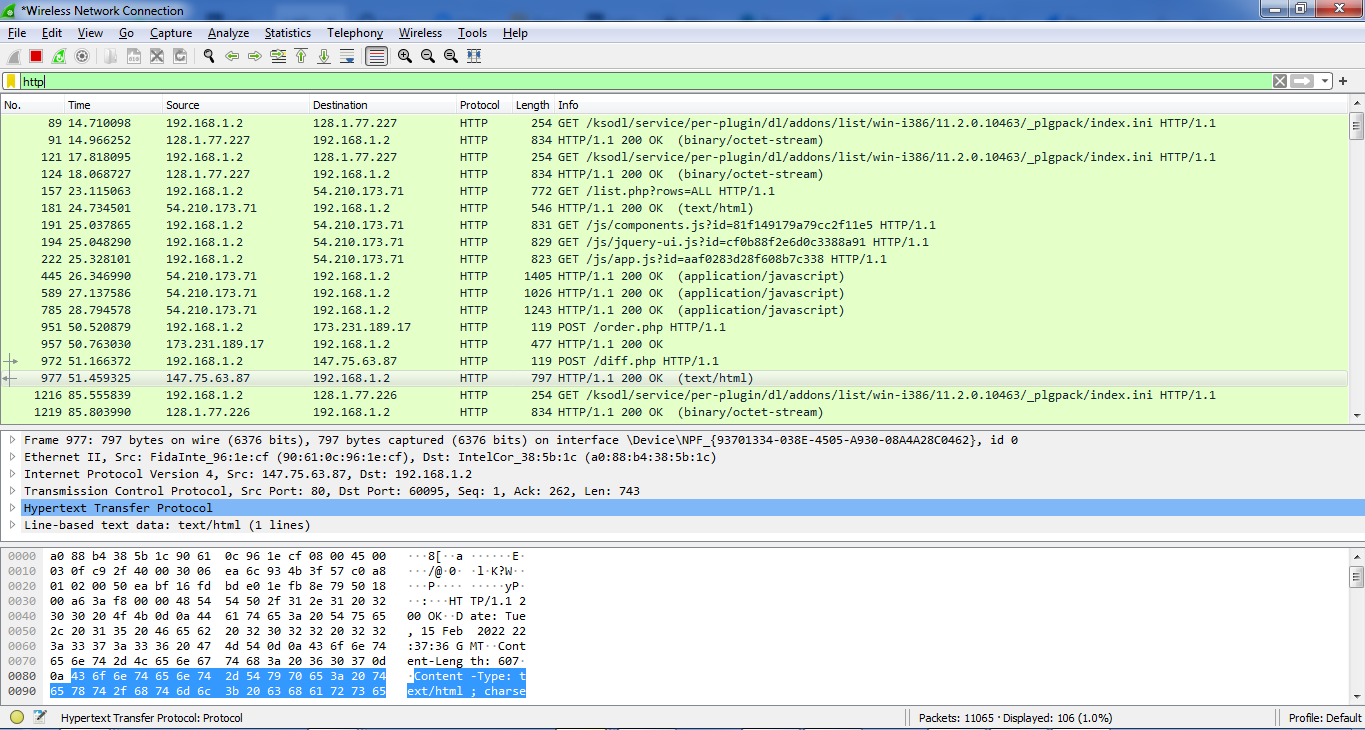 *Wireless Network Connection
File Edit View Go Capture Analyze Statistics Telephony Wireless Tools Help
http
No. Time Source Destination Protocol Length Info
89 14.710098 192.168.1.2 128.1.77.227 HTTP 254 GET /ksodl/service/per-plugin/dl/addons/list/win-i386/11.2.0.10463/_plgpack/index.ini HTTP/1.1
91 14.966252 128.1.77.227 192.168.1.2 HTTP 834 HTTP/1.1 200 OK (binary/octet-stream)
121 17.818095 192.168.1.2 128.1.77.227 HTTP 254 GET /ksodl/service/per-plugin/dl/addons/list/win-i386/11.2.0.10463/_plgpack/index.ini HTTP/1.1
124 18.068727 128.1.77.227 192.168.1.2 HTTP 834 HTTP/1.1 200 OK (binary/octet-stream)
157 23.115063 192.168.1.2 54.210.173.71 HTTP 772 GET /list.php?rows=ALL HTTP/1.1
181 24.734501 54.210.173.71 192.168.1.2 HTTP 546 HTTP/1.1 200 OK (text/html)
191 25.037865 192.168.1.2 54.210.173.71 HTTP 831 GET /js/components.js?id=81f149179a79cc2f11e5 HTTP/1.1
194 25.048290 192.168.1.2 54.210.173.71 HTTP 829 GET /js/jquery-ui.js?id=cf0b88f2e6d0c3388a91 HTTP/1.1
222 25.328101 192.168.1.2 54.210.173.71 HTTP 823 GET /js/app.js?id=aaf0283d28f608b7c338 HTTP/1.1
445 26.346990 54.210.173.71 192.168.1.2 HTTP 1405 HTTP/1.1 200 OK (application/javascript)
589 27.137586 54.210.173.71 192.168.1.2 HTTP 1026 HTTP/1.1 200 OK (application/javascript)
785 28.794578 54.210.173.71 192.168.1.2 HTTP 1243 HTTP/1.1 200 OK (application/javascript)
951 50.520879 192.168.1.2 173.231.189.17 HTTP 119 POST /order.php HTTP/1.1
957 50.763030 173.231.189.17 192.168.1.2 HTTP 477 HTTP/1.1 200 OK
972 51.166372 192.168.1.2 147.75.63.87 HTTP 119 POST /diff.php HTTP/1.1
977 51.459325 147.75.63.87 192.168.1.2 HTTP 797 HTTP/1.1 200 OK (text/html)
1216 85.555839 192.168.1.2 128.1.77.226 HTTP 254 GET /ksodl/service/per-plugin/dl/addons/list/win-i386/11.2.0.10463/_plgpack/index.ini HTTP/1.1
1219 85.803990 128.1.77.226 192.168.1.2 HTTP 834 HTTP/1.1 200 OK (binary/octet-stream)
Frame 977: 797 bytes on wire (6376 bits), 797 bytes captured (6376 bits) on interface \Device\NPF_{93701334-038E-4505-A930-08A4A28C0462}, id 0
Ethernet II, Src: FidaInte_96:1e:cf (90:61:0c:96:1e:cf), Dst: IntelCor_38:5b:1c (a0:88:b4:38:5b:1c)
Internet Protocol Version 4, Src: 147.75.63.87, Dst: 192.168.1.2
Transmission Control Protocol, Src Port: 80, Dst Port: 60095, Seq: 1, Ack: 262, Len: 743
Hypertext Transfer Protocol
Line-based text data: text/html (1 lines)
0000 a0 88 b4 38 5b 1c 90 61 0c 96 1e cf 08 00 45 00 ···8[··a ······E·
0010 03 0f c9 2f 40 00 30 06 ea 6c 93 4b 3f 57 c0 a8 ···/@·0· ·l·K?W··
0020 01 02 00 50 ea bf 16 fd bd e0 1e fb 8e 79 50 18 ···P···· ·····yP·
0030 00 a6 3a f8 00 00 48 54 54 50 2f 31 2e 31 20 32 ··:···HT TP/1.1 2
0040 30 30 20 4f 4b 0d 0a 44 61 74 65 3a 20 54 75 65 00 OK··D ate: Tue
0050 2c 20 31 35 20 46 65 62 20 32 30 32 32 20 32 32 , 15 Feb 2022 22
0060 3a 33 37 3a 33 36 20 47 4d 54 0d 0a 43 6f 6e 74 :37:36 G MT··Cont
0070 65 6e 74 2d 4c 65 6e 67 74 68 3a 20 36 30 37 0d ent-Leng th: 607·
0080 0a 43 6f 6e 74 65 6e 74 2d 54 79 70 65 3a 20 74 ·Content -Type: t
0090 65 78 74 2f 68 74 6d 6c 3b 20 63 68 61 72 73 65 ext/html ; charse
Hypertext Transfer Protocol: Protocol Packets: 11065 · Displayed: 106 (1.0%) Profile: Default